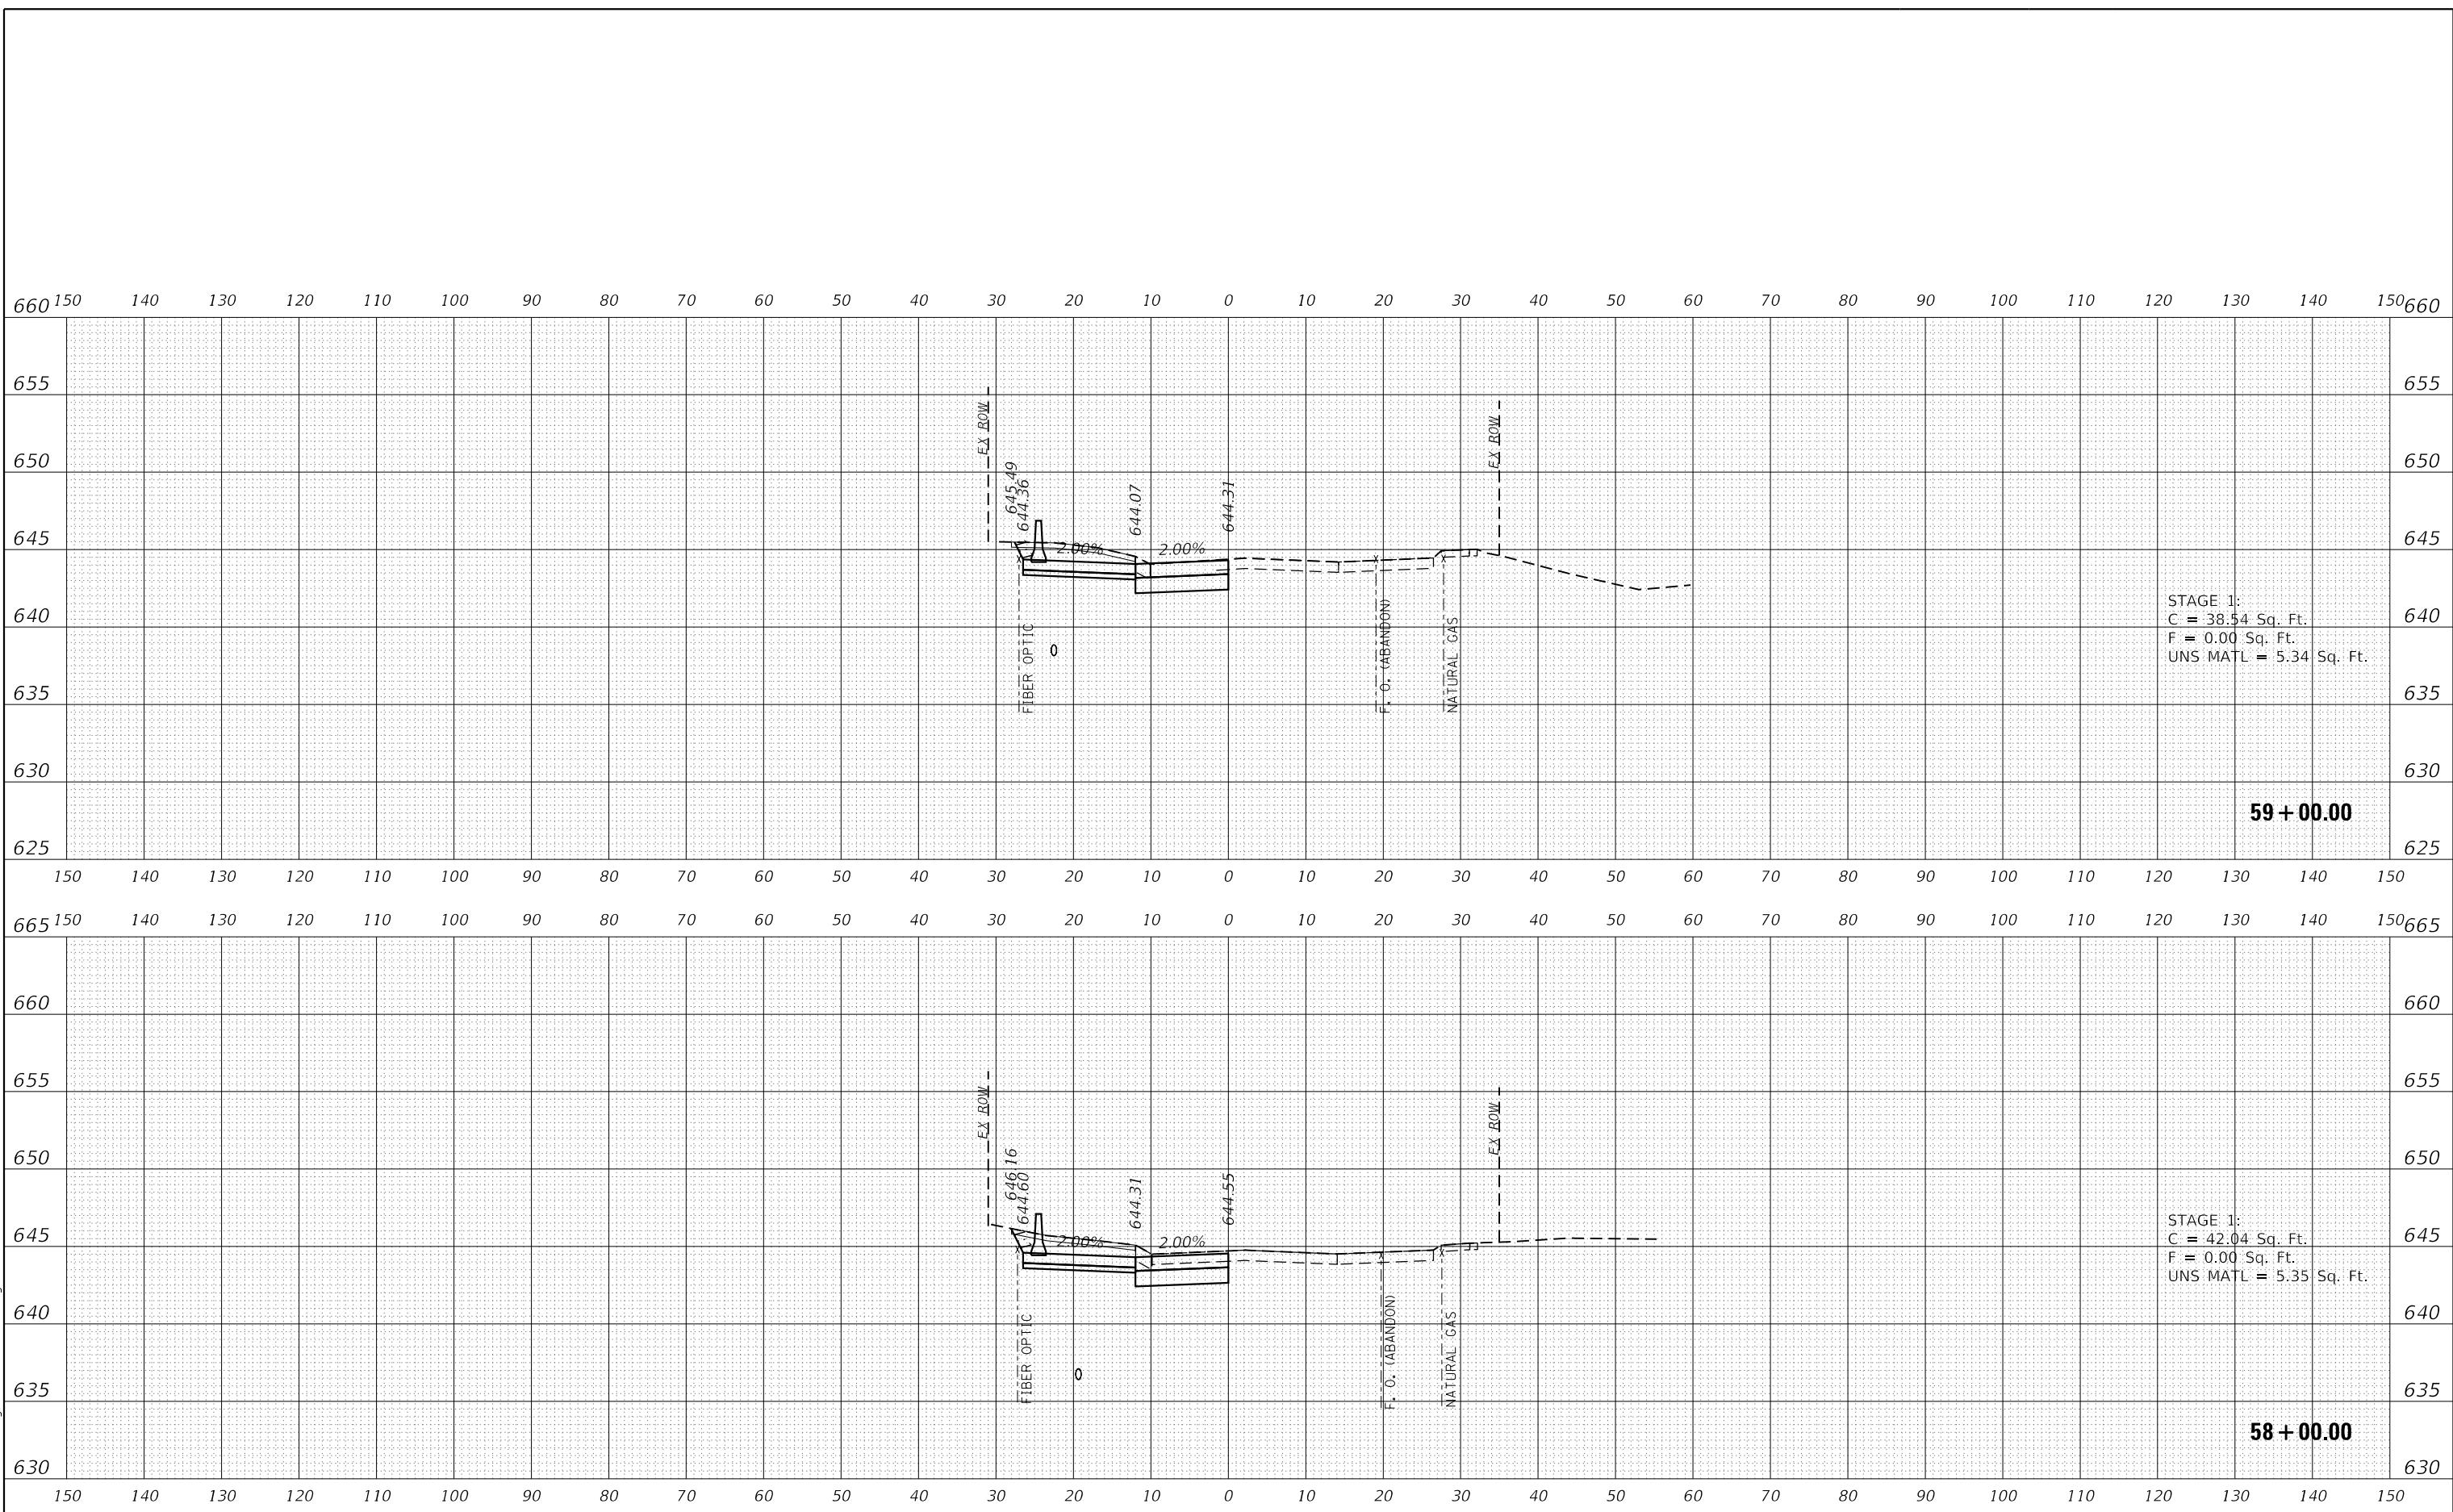 150 140 130 120 110 100 90 80 70 60 50 40 30 20 10 0 10 20 30 40 50 60 70 80 90 100 110 120 130 140 150
660 660
655 655
EX ROW EX ROW
650 650
645.49 644.36 644.07 644.31
645 2.00% 2.00% 645
STAGE 1:
640 C = 38.54 Sq. Ft. 640
F = 0.00 Sq. Ft.
UNS MATL = 5.34 Sq. Ft.
FIBER OPTIC F. O. (ABANDON) NATURAL GAS
635 635
630 630
59+00.00
625 625
150 140 130 120 110 100 90 80 70 60 50 40 30 20 10 0 10 20 30 40 50 60 70 80 90 100 110 120 130 140 150
150 140 130 120 110 100 90 80 70 60 50 40 30 20 10 0 10 20 30 40 50 60 70 80 90 100 110 120 130 140 150
665 665
660 660
655 655
EX ROW EX ROW
650 650
646.16 644.60 644.31 644.55
645 2.00% 2.00% 645
STAGE 1:
C = 42.04 Sq. Ft.
F = 0.00 Sq. Ft.
UNS MATL = 5.35 Sq. Ft.
640 640
FIBER OPTIC F. O. (ABANDON) NATURAL GAS
635 635
58+00.00
630 630
150 140 130 120 110 100 90 80 70 60 50 40 30 20 10 0 10 20 30 40 50 60 70 80 90 100 110 120 130 140 150